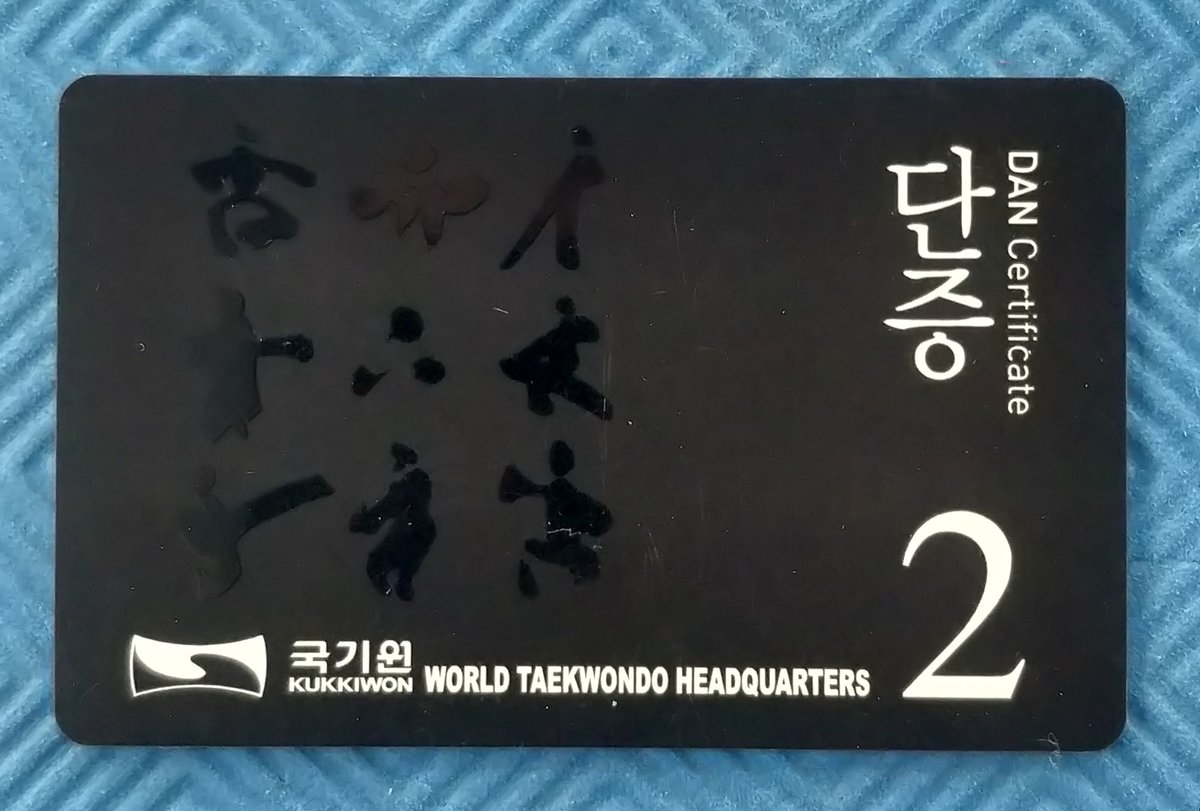 단증
DAN Certificate
2
국기원
KUKKIWON WORLD TAEKWONDO HEADQUARTERS